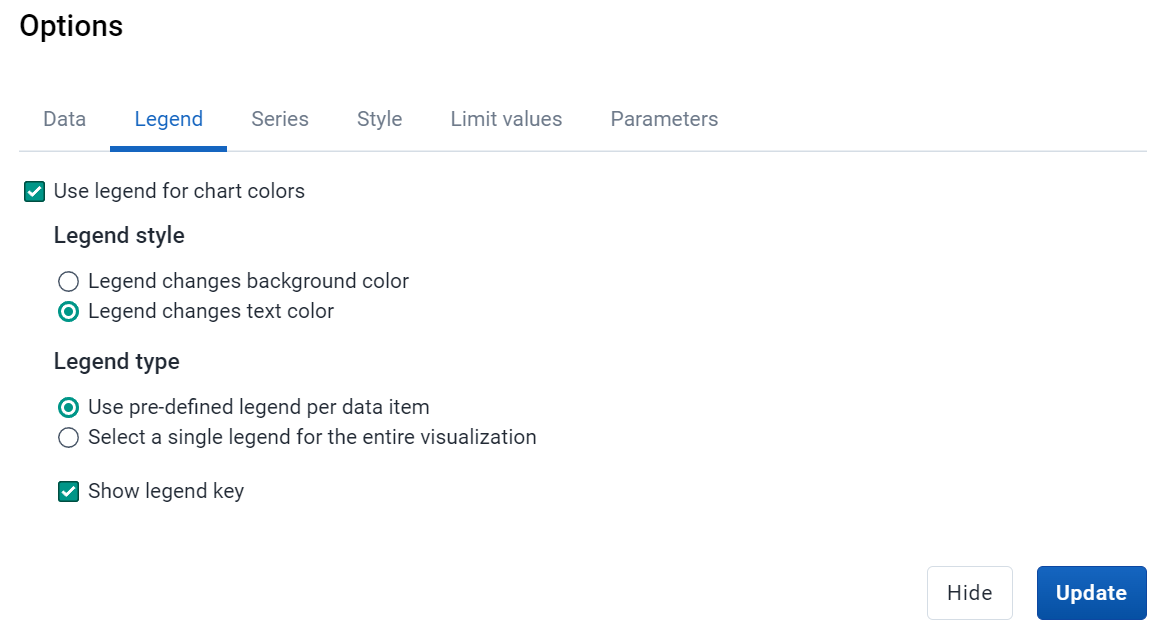 Options
Data Legend Series Style Limit values Parameters
Use legend for chart colors
Legend style
Legend changes background color
Legend changes text color
Legend type
Use pre-defined legend per data item
Select a single legend for the entire visualization
Show legend key
Hide Update